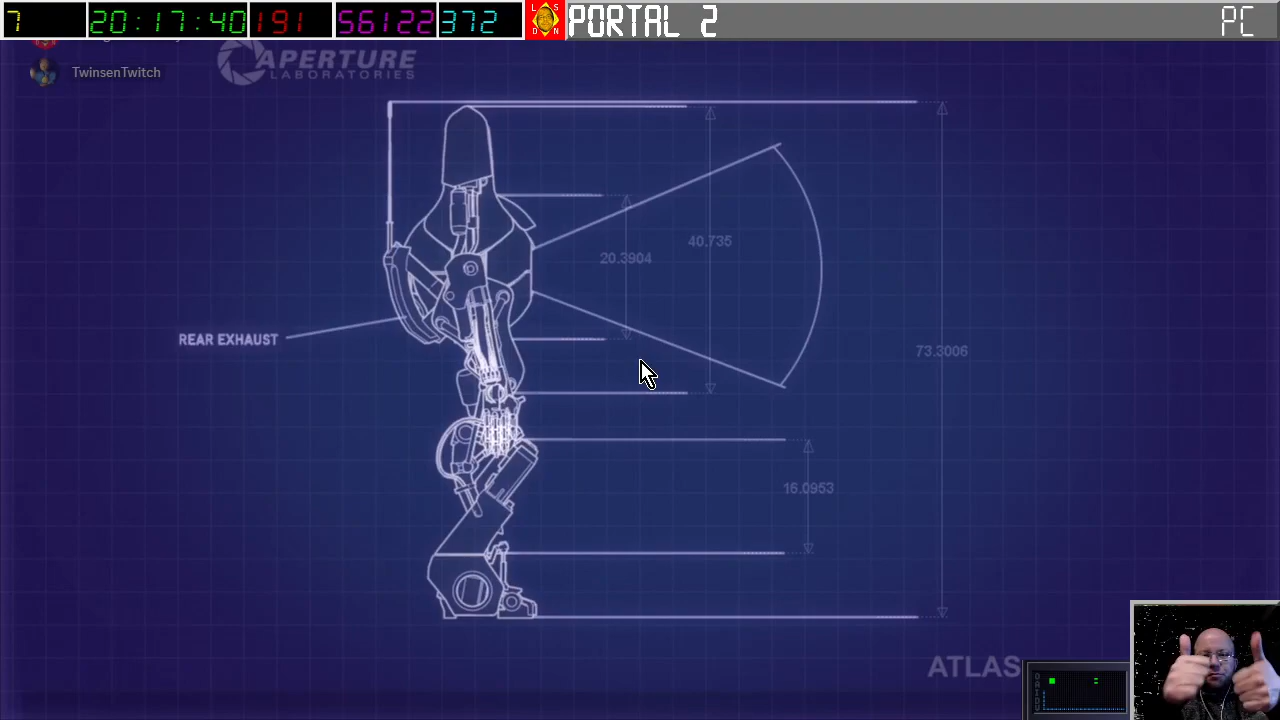 7
20:17:40
191
56122
372
L S
D N
PORTAL 2
PC
TwinsenTwitch
APERTURE
LABORATORIES
40.735
20.3904
REAR EXHAUST
73.3006
16.0953
ATLAS